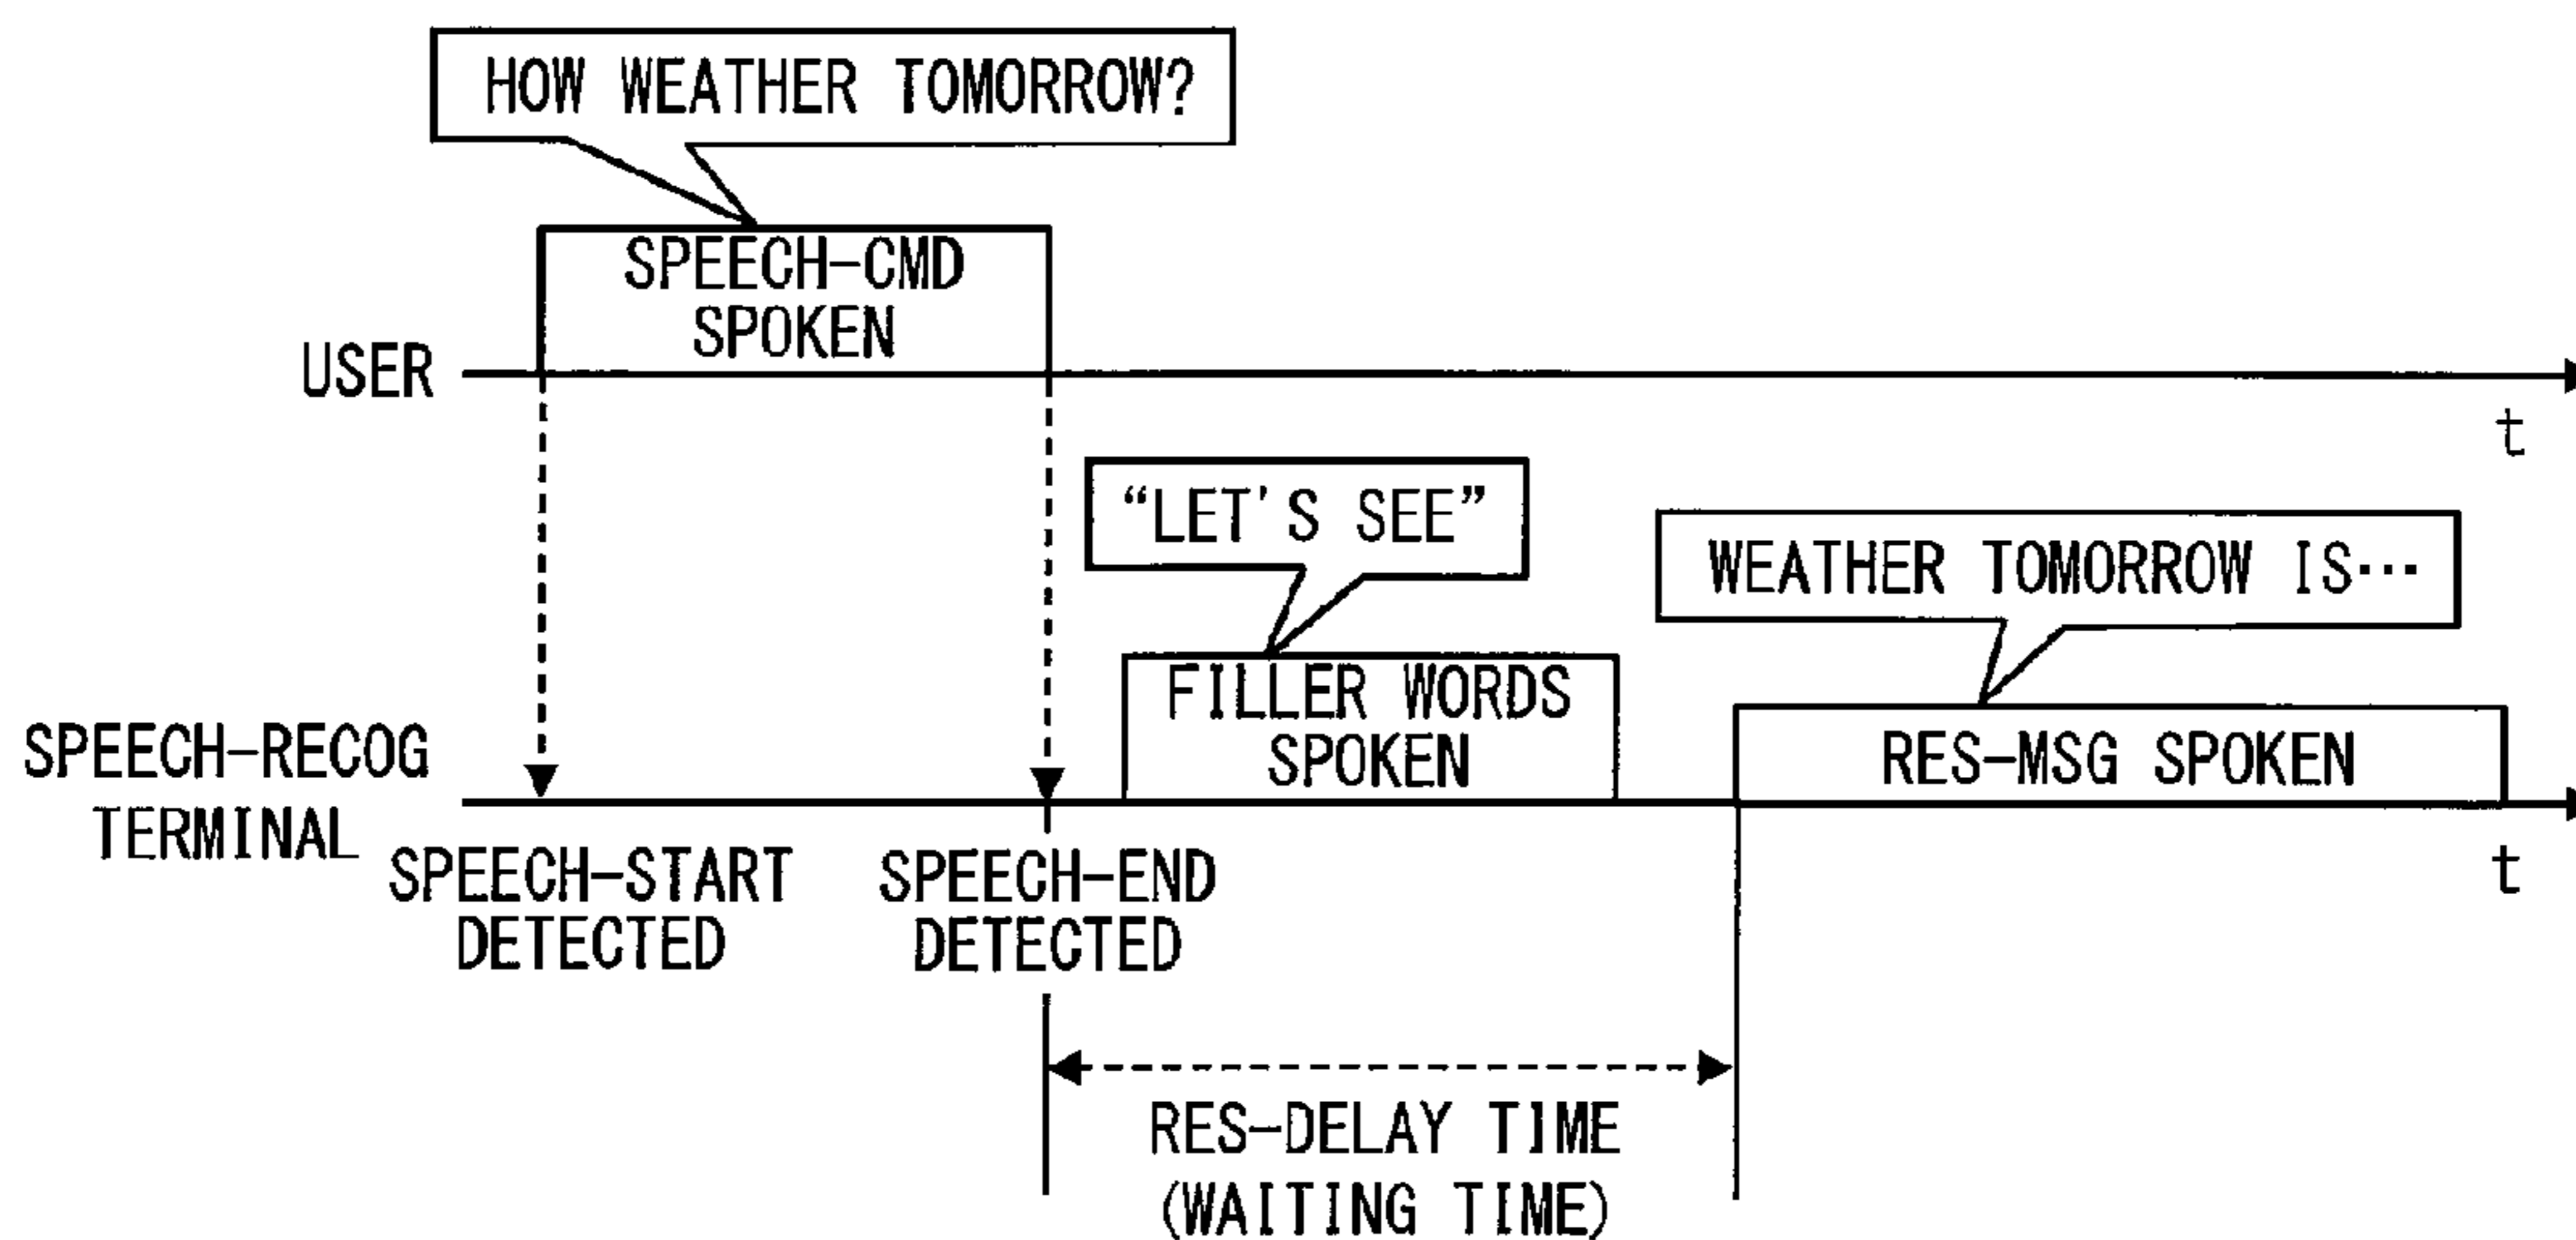 HOW WEATHER TOMORROW?
SPEECH-CMD
SPOKEN
USER
t
“LET'S SEE”
WEATHER TOMORROW IS···
FILLER WORDS
SPOKEN
RES-MSG SPOKEN
SPEECH-RECOG
TERMINAL
t
SPEECH-START
DETECTED
SPEECH-END
DETECTED
RES-DELAY TIME
(WAITING TIME)